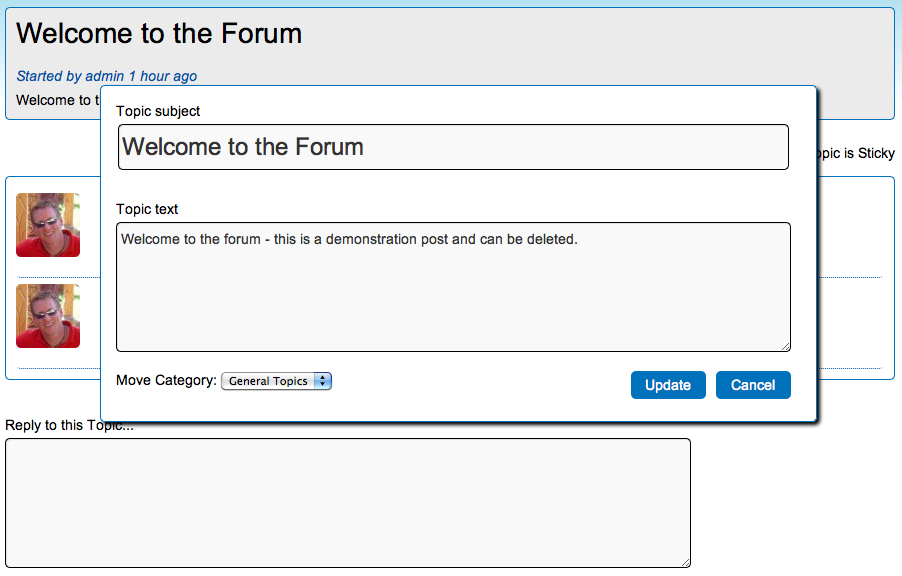 Welcome to the Forum
Started by admin 1 hour ago
Welcome to t
Topic subject
Welcome to the Forum
opic is Sticky
Topic text
Welcome to the forum - this is a demonstration post and can be deleted.
Move Category: General Topics
Update Cancel
Reply to this Topic...